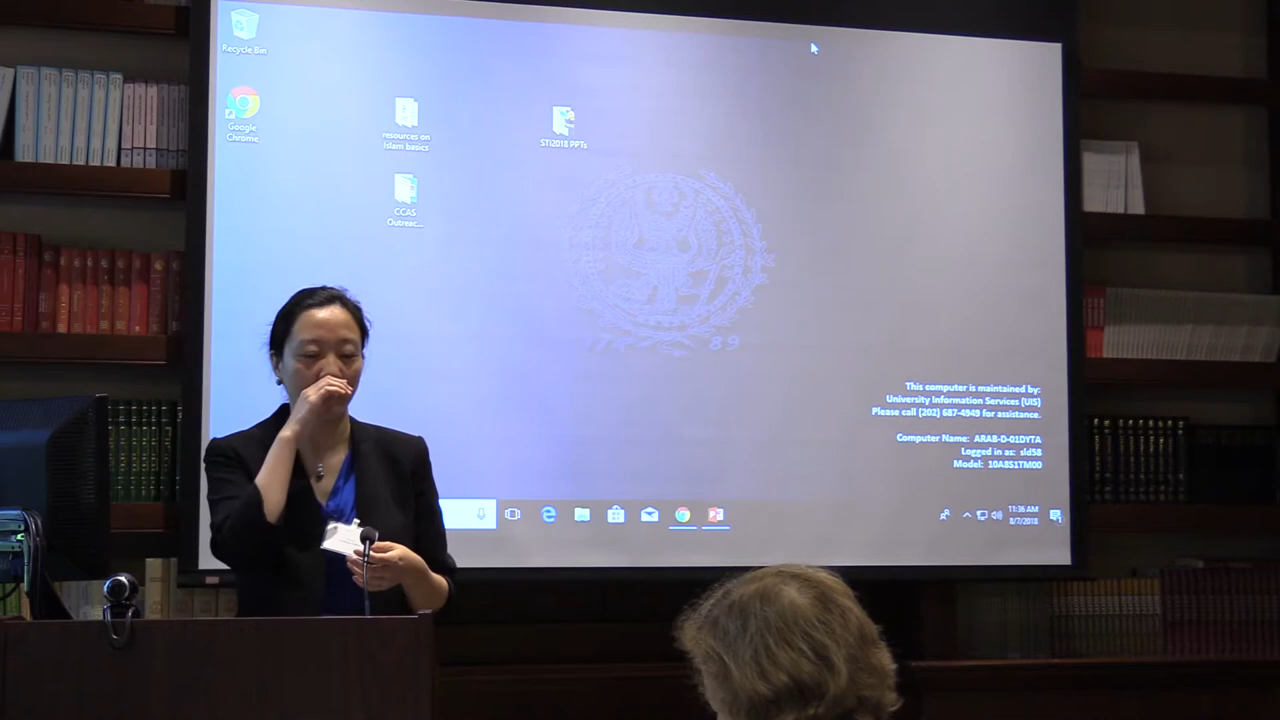 Recycle Bin
Google
Chrome
resources on
Islam basics
STI2018 PPTs
CCAS
Outreac...
89
This computer is maintained by:
University Information Services (UIS)
Please call (202) 687-4949 for assistance.
Computer Name: ARAB-D-01DYTA
Logged in as: sld58
Model: 10A8S1TM00
11:36 AM
8/7/2018